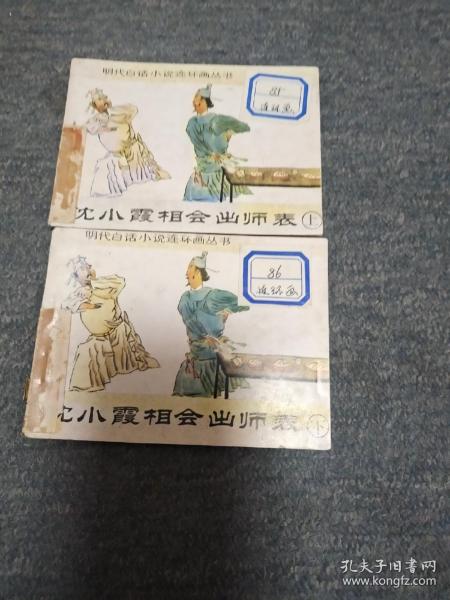 明代白话小说连环画丛书
85
连环画
沈小霞相会出师表 上
明代白话小说连环画丛书
86
连环画
沈小霞相会出师表 下
孔夫子旧书网
www.kongfz.com